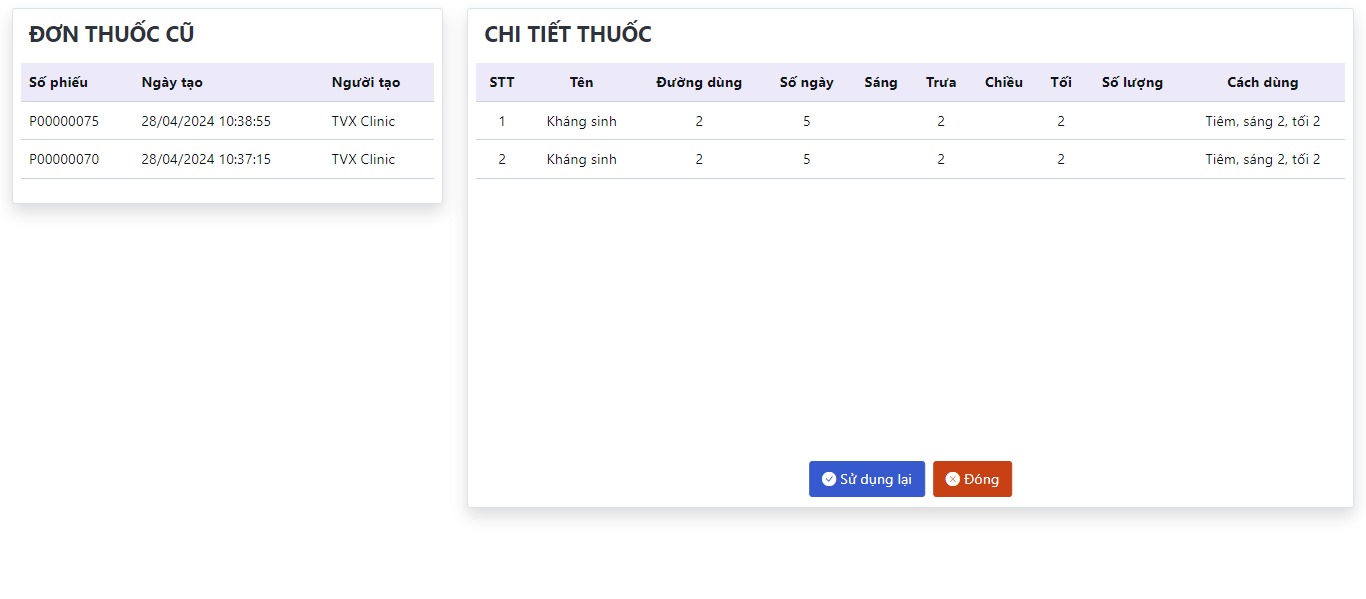 ĐƠN THUỐC CŨ
Số phiếu Ngày tạo Người tạo
P00000075 28/04/2024 10:38:55 TVX Clinic
P00000070 28/04/2024 10:37:15 TVX Clinic
CHI TIẾT THUỐC
STT Tên Đường dùng Số ngày Sáng Trưa Chiều Tối Số lượng Cách dùng
1 Kháng sinh 2 5 2 2 Tiêm, sáng 2, tối 2
2 Kháng sinh 2 5 2 2 Tiêm, sáng 2, tối 2
Sử dụng lại Đóng